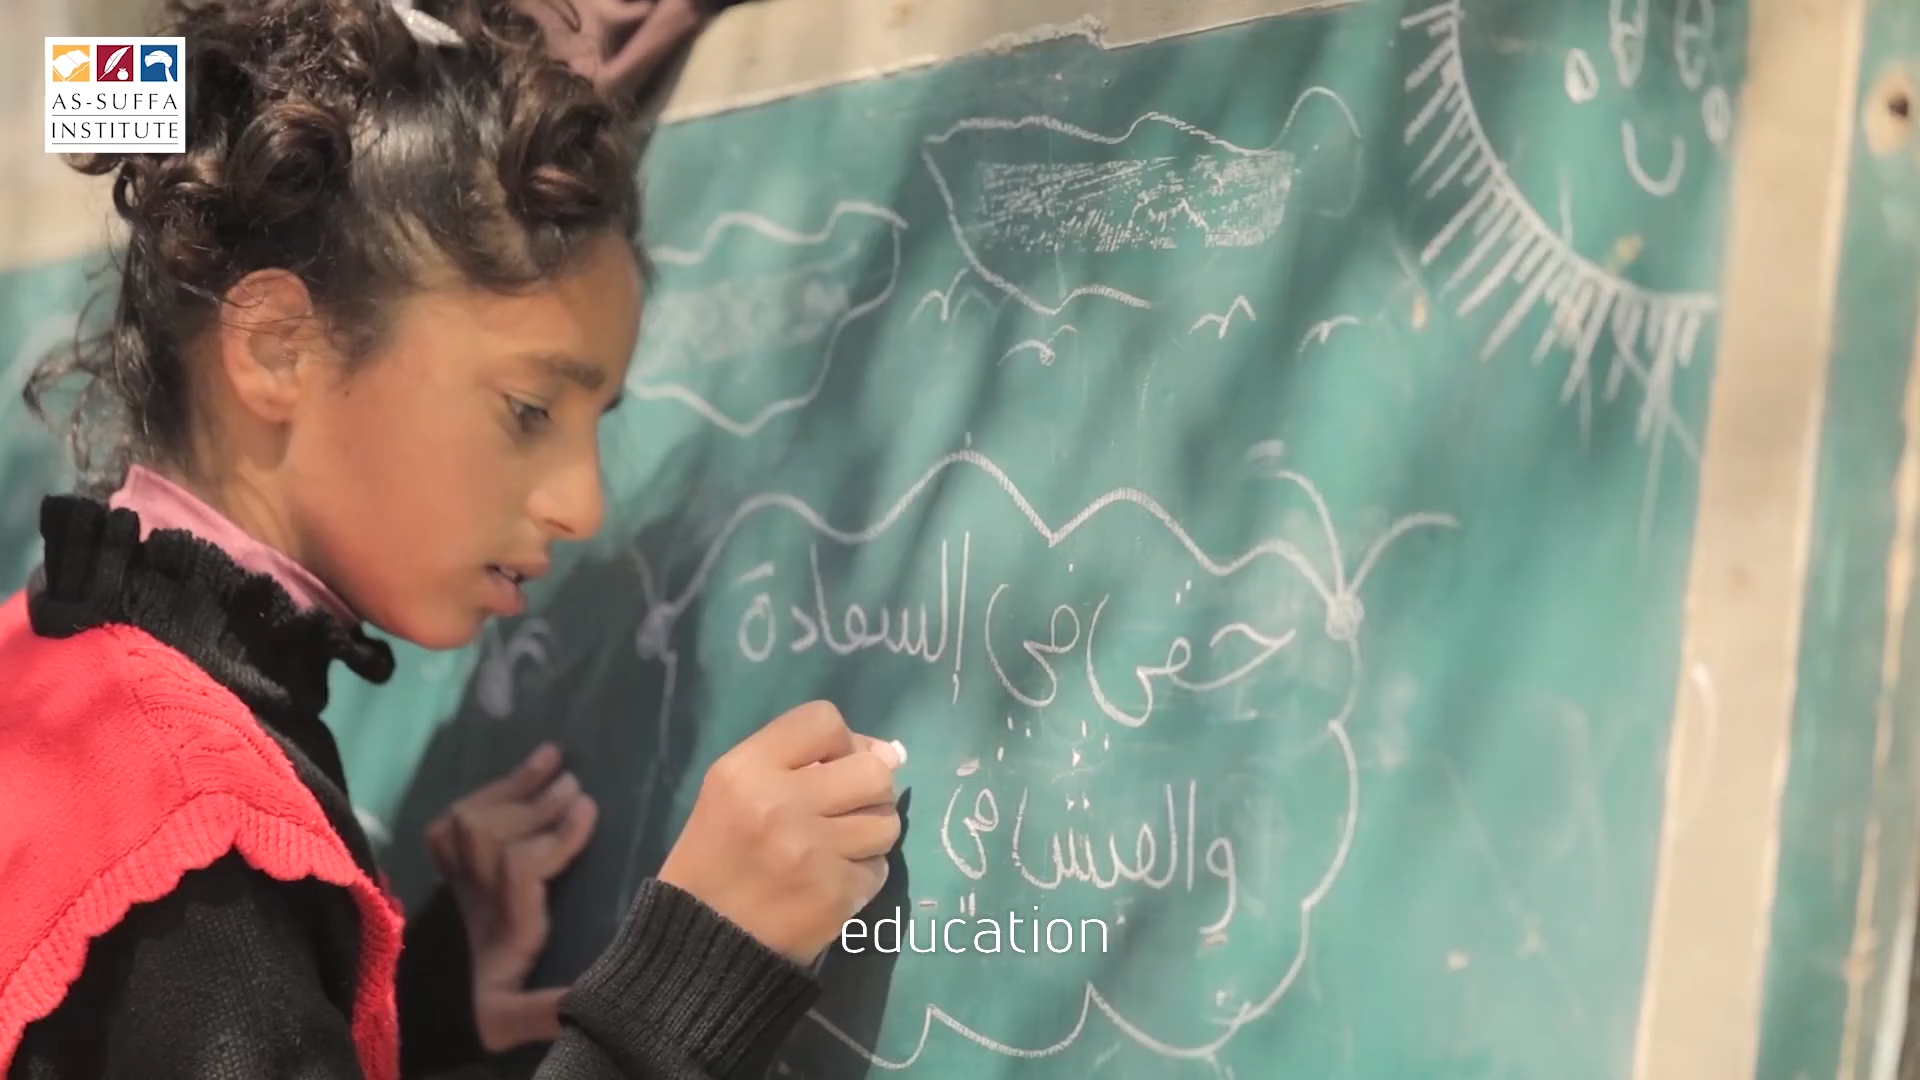 AS-SUFFA
INSTITUTE
حقي في السعادة
والعيش في
education